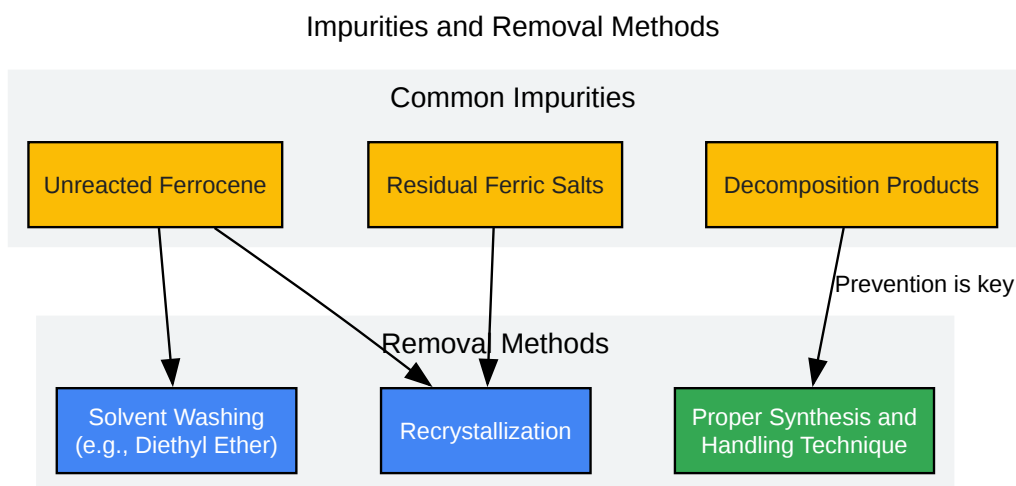 Impurities and Removal Methods
Common Impurities
Unreacted Ferrocene
Residual Ferric Salts
Decomposition Products
Prevention is key
Removal Methods
Solvent Washing
(e.g., Diethyl Ether)
Recrystallization
Proper Synthesis and
Handling Technique